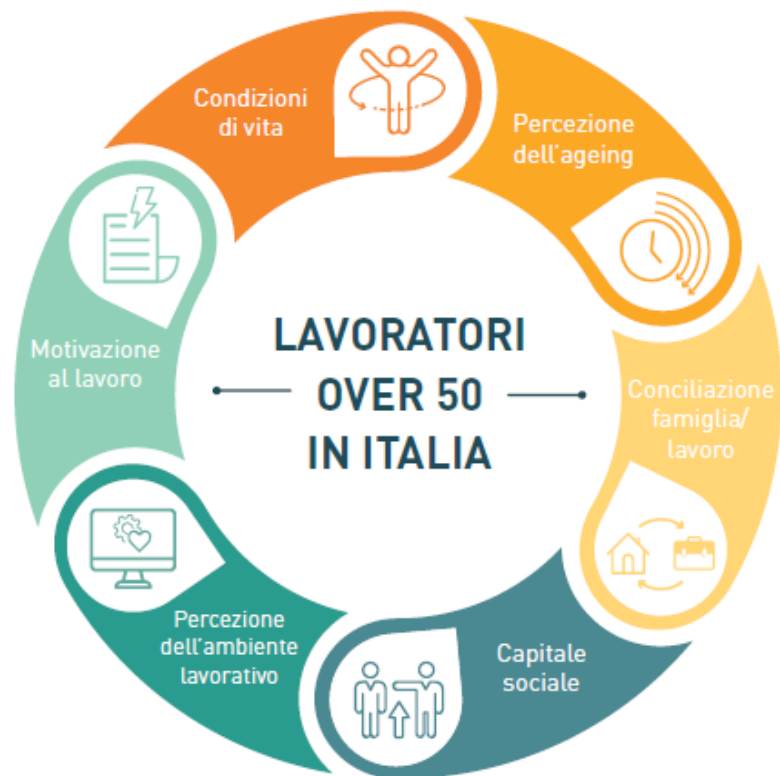 Condizioni
di vita
Percezione
dell'ageing
Conciliazione
famiglia/
lavoro
Capitale
sociale
Percezione
dell'ambiente
lavorativo
Motivazione
al lavoro
LAVORATORI
OVER 50
IN ITALIA